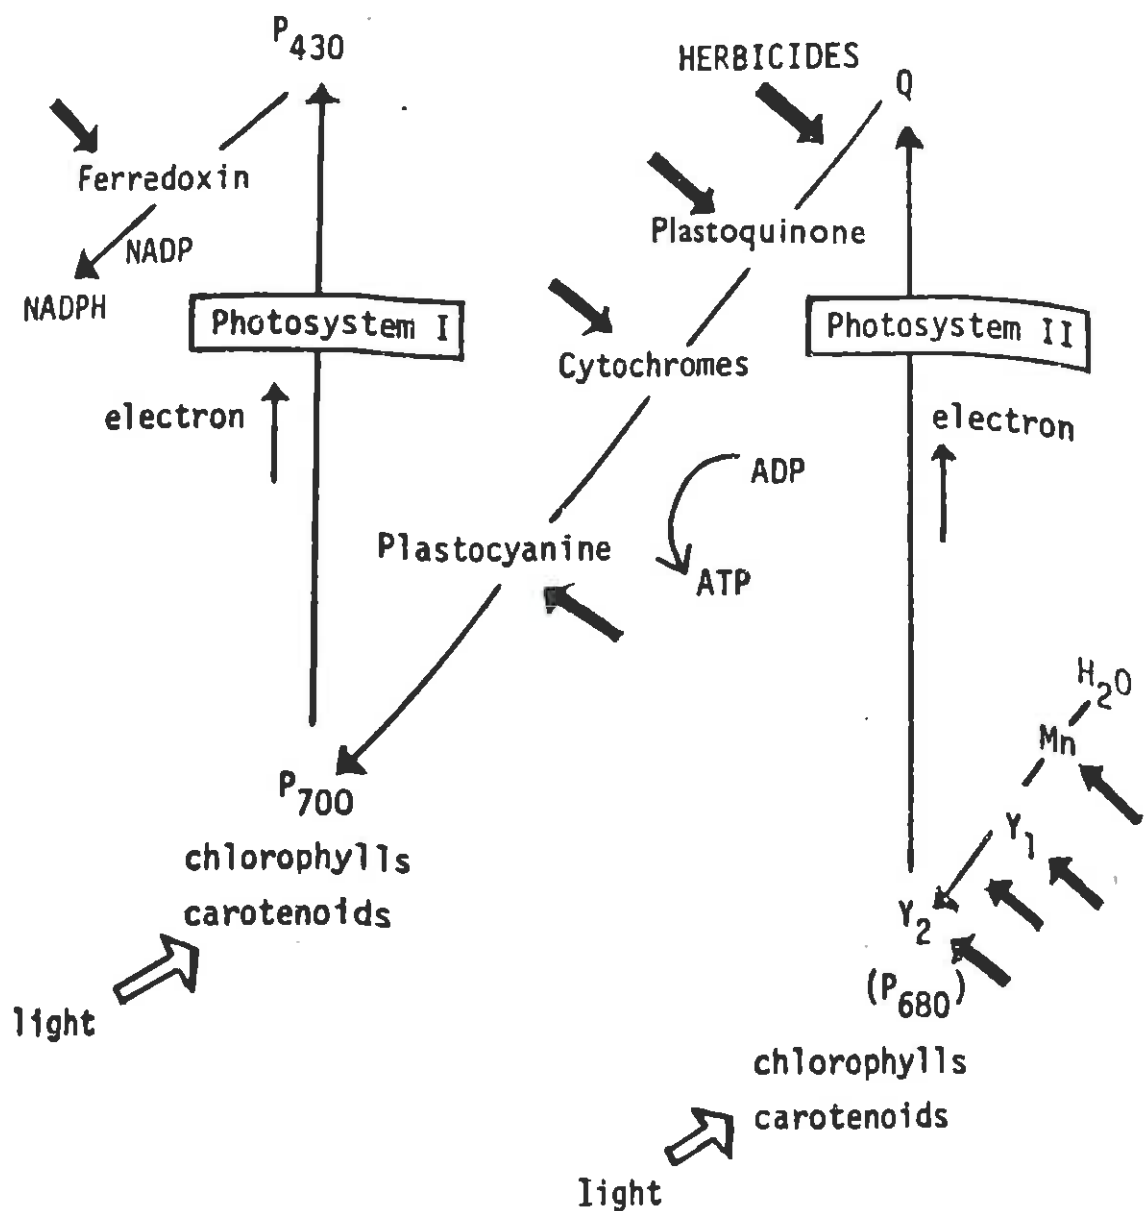 P430
HERBICIDES
Q
Ferredoxin
Plastoquinone
NADP
NADPH
Photosystem I
Photosystem II
Cytochromes
electron
electron
ADP
Plastocyanine
ATP
H2O
Mn
P700
Y1
chlorophylls
carotenoids
Y2
(P680)
light
chlorophylls
carotenoids
light